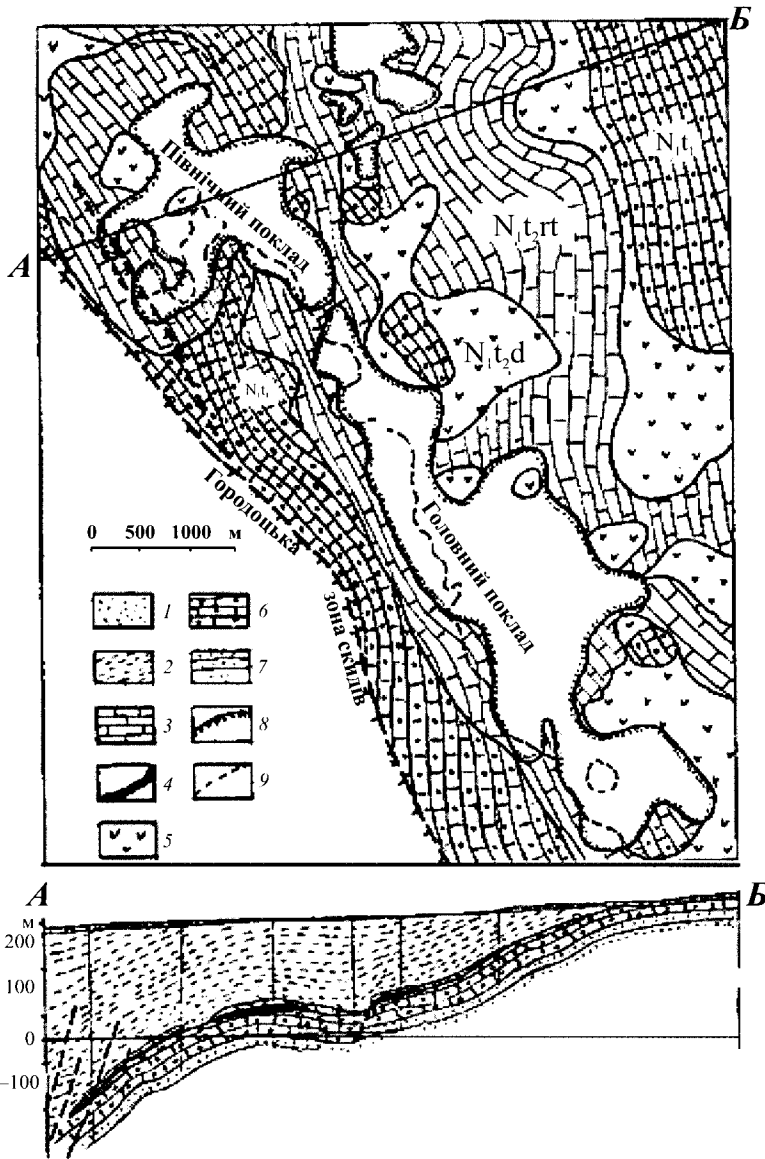 Б
N₁t₁
Північний поклад
N₁t₂rt
А
N₁t₂d
N₁t₁
Городоцька
зона скидів
Головний поклад
0 500 1000 м
1
2
3
4
5
6
7
8
9
А
Б
м
200
100
0
–100